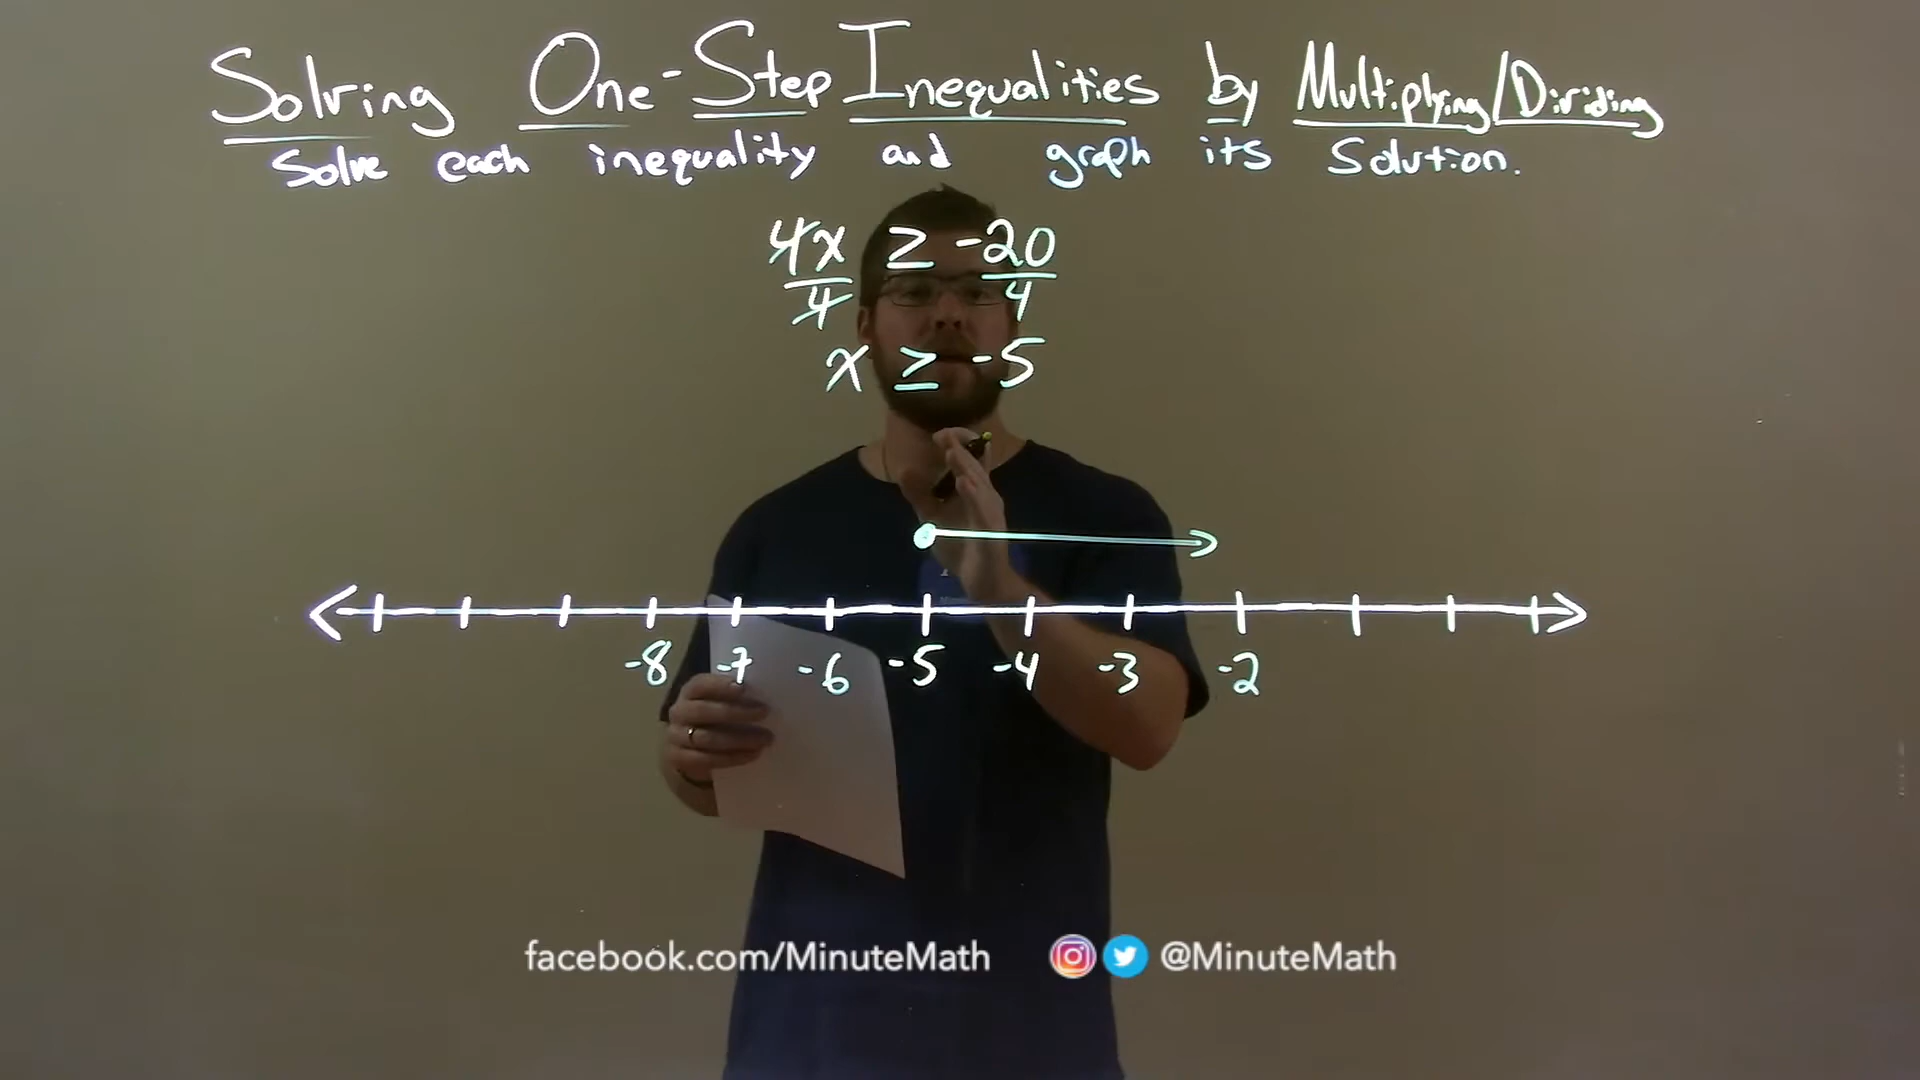 Solving One-Step Inequalities by Multiplying/Dividing
Solve each inequality and graph its solution.
4x ≥ -20
4 4
x ≥ -5
-8 -7 -6 -5 -4 -3 -2
facebook.com/MinuteMath @MinuteMath